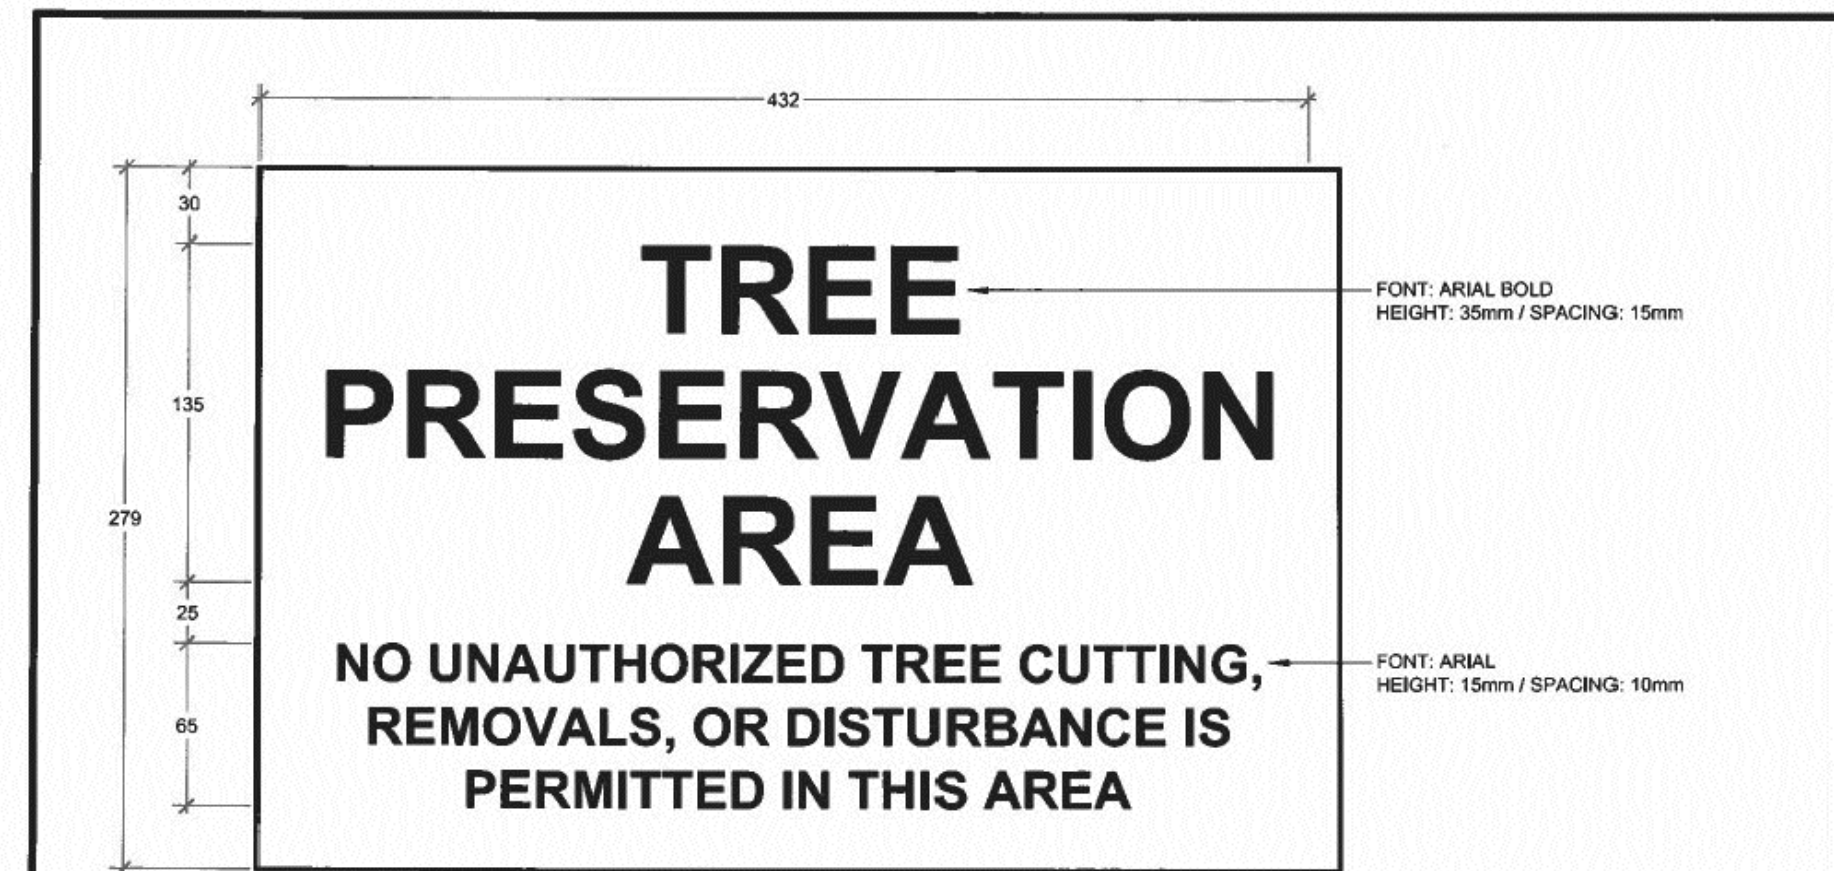 432
30
TREE
FONT: ARIAL BOLD
HEIGHT: 35mm / SPACING: 15mm
135
PRESERVATION
279
AREA
25
NO UNAUTHORIZED TREE CUTTING,
FONT: ARIAL
HEIGHT: 15mm / SPACING: 10mm
65
REMOVALS, OR DISTURBANCE IS
PERMITTED IN THIS AREA